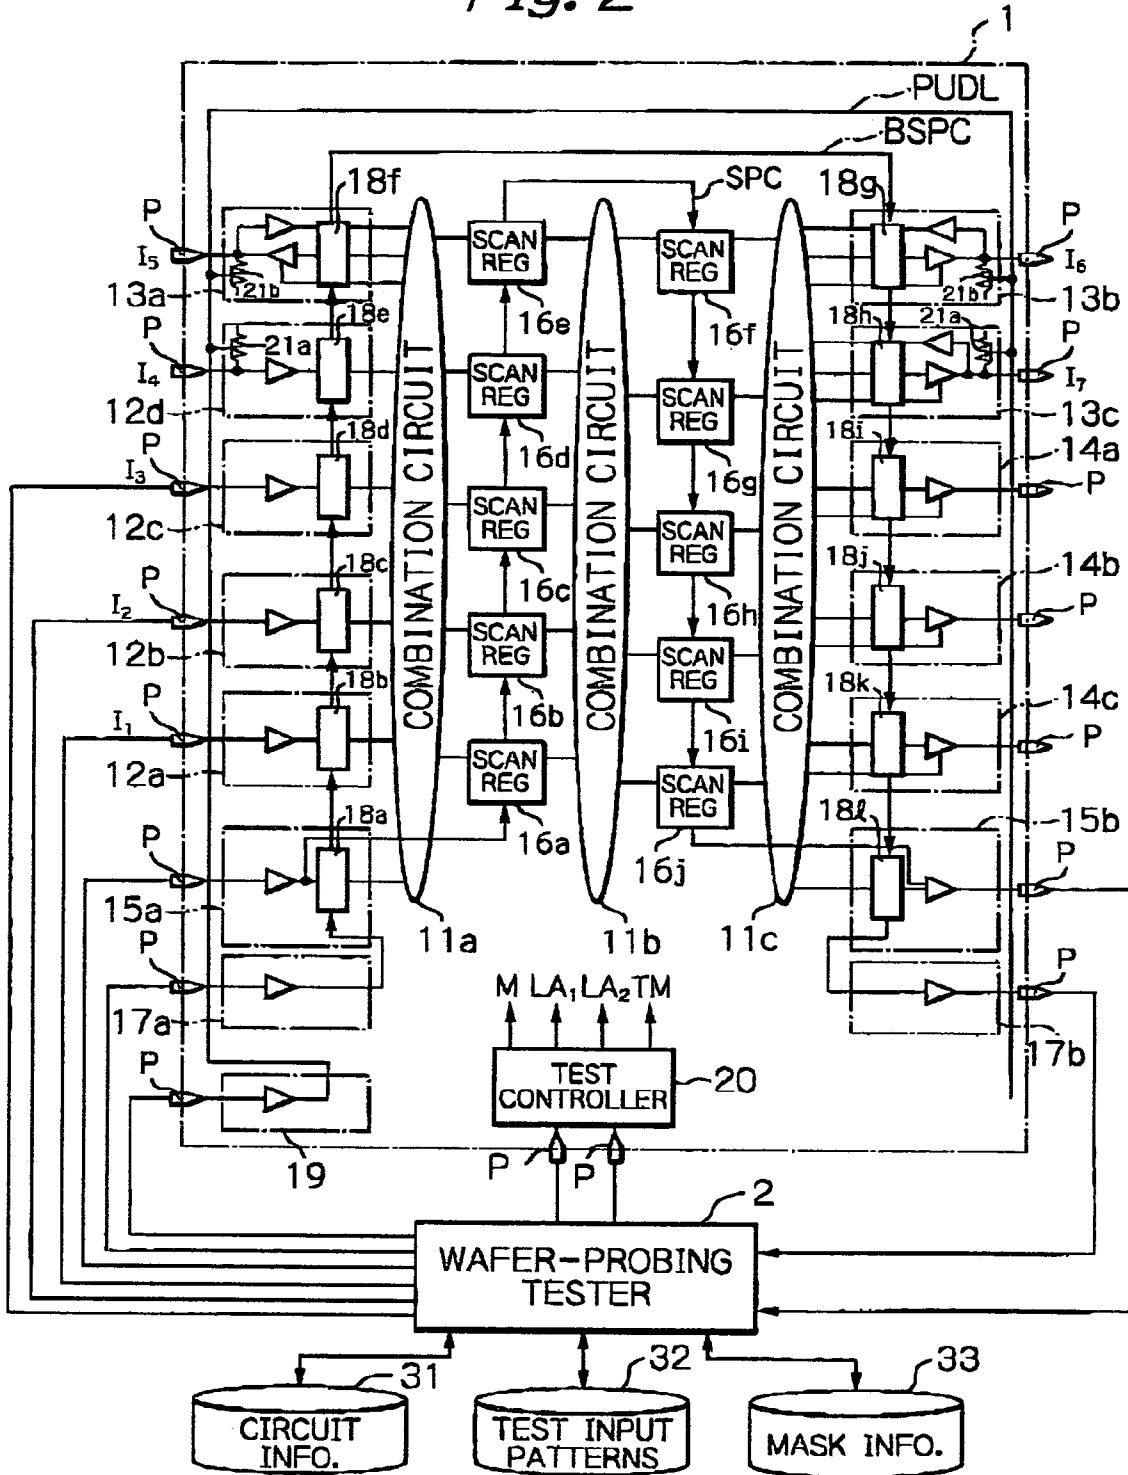 Fig. 2
1
PUDL
BSPC
SPC
18f
18g
P
I5
13a
21b
18e
P
I4
21a
12d
18d
P
I3
12c
18c
P
I2
12b
18b
P
I1
12a
18a
P
15a
P
17a
P
19
COMBINATION CIRCUIT
11a
SCAN REG
16e
SCAN REG
16d
SCAN REG
16c
SCAN REG
16b
SCAN REG
16a
COMBINATION CIRCUIT
11b
SCAN REG
16f
SCAN REG
16g
SCAN REG
16h
SCAN REG
16i
SCAN REG
16j
COMBINATION CIRCUIT
11c
P
I6
21b
13b
18h
21a
P
I7
13c
18i
14a
P
18j
14b
P
18k
14c
P
18ℓ
15b
P
P
17b
M LA1 LA2 TM
TEST
CONTROLLER
20
P
P
2
WAFER-PROBING
TESTER
31
CIRCUIT
INFO.
32
TEST INPUT
PATTERNS
33
MASK INFO.